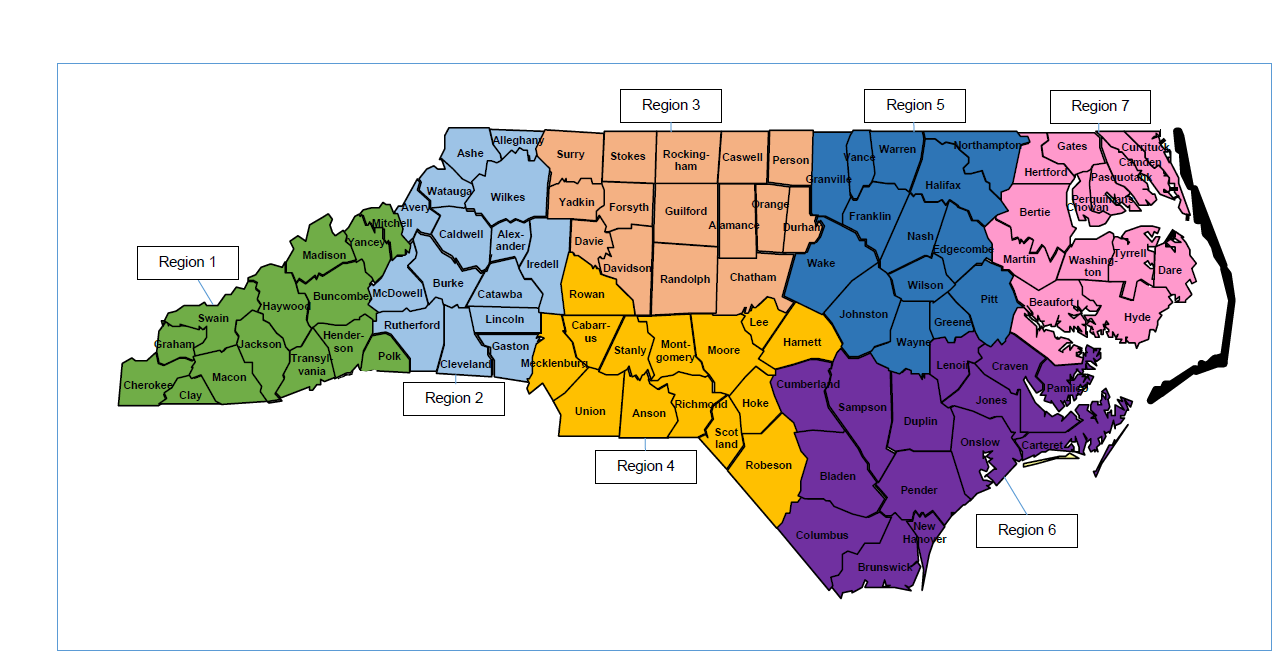 Region 3
Region 5
Region 7
Alleghany
Ashe
Surry
Stokes
Rocking-
ham
Caswell
Person
Vance
Warren
Northampton
Gates
Currituck
Camden
Hertford
Pasquotank
Granville
Halifax
Watauga
Wilkes
Yadkin
Forsyth
Guilford
Alamance
Orange
Durham
Franklin
Bertie
Perquimans
Chowan
Avery
Mitchell
Caldwell
Alex-
ander
Davie
Nash
Edgecombe
Yancey
Madison
Iredell
Davidson
Randolph
Chatham
Wake
Martin
Washing-
ton
Tyrrell
Dare
Region 1
Burke
McDowell
Buncombe
Catawba
Rowan
Wilson
Pitt
Beaufort
Haywood
Swain
Rutherford
Lincoln
Cabarr-
us
Lee
Johnston
Greene
Hyde
Graham
Jackson
Hender-
son
Transyl
vania
Polk
Cleveland
Gaston
Mecklenburg
Stanly
Mont-
gomery
Moore
Harnett
Wayne
Lenoir
Craven
Cherokee
Macon
Clay
Cumberland
Pamlico
Region 2
Union
Anson
Richmond
Hoke
Sampson
Duplin
Jones
Scot
land
Onslow
Carteret
Region 4
Robeson
Bladen
Pender
Columbus
New
Hanover
Region 6
Brunswick